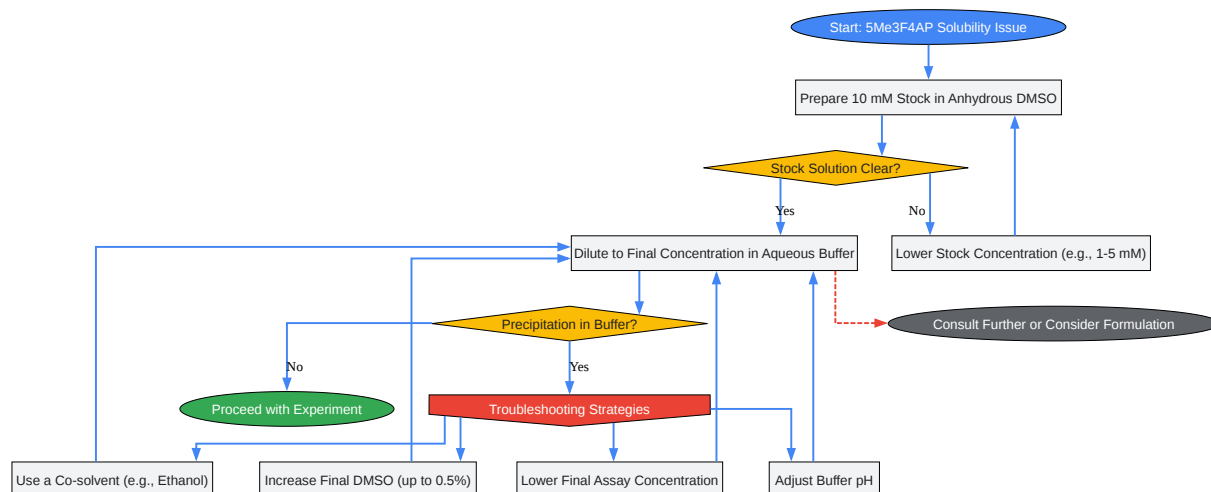 Start: 5Me3F4AP Solubility Issue
Prepare 10 mM Stock in Anhydrous DMSO
Stock Solution Clear?
Yes
No
Dilute to Final Concentration in Aqueous Buffer
Lower Stock Concentration (e.g., 1-5 mM)
Precipitation in Buffer?
Consult Further or Consider Formulation
No
Yes
Proceed with Experiment
Troubleshooting Strategies
Use a Co-solvent (e.g., Ethanol)
Increase Final DMSO (up to 0.5%)
Lower Final Assay Concentration
Adjust Buffer pH